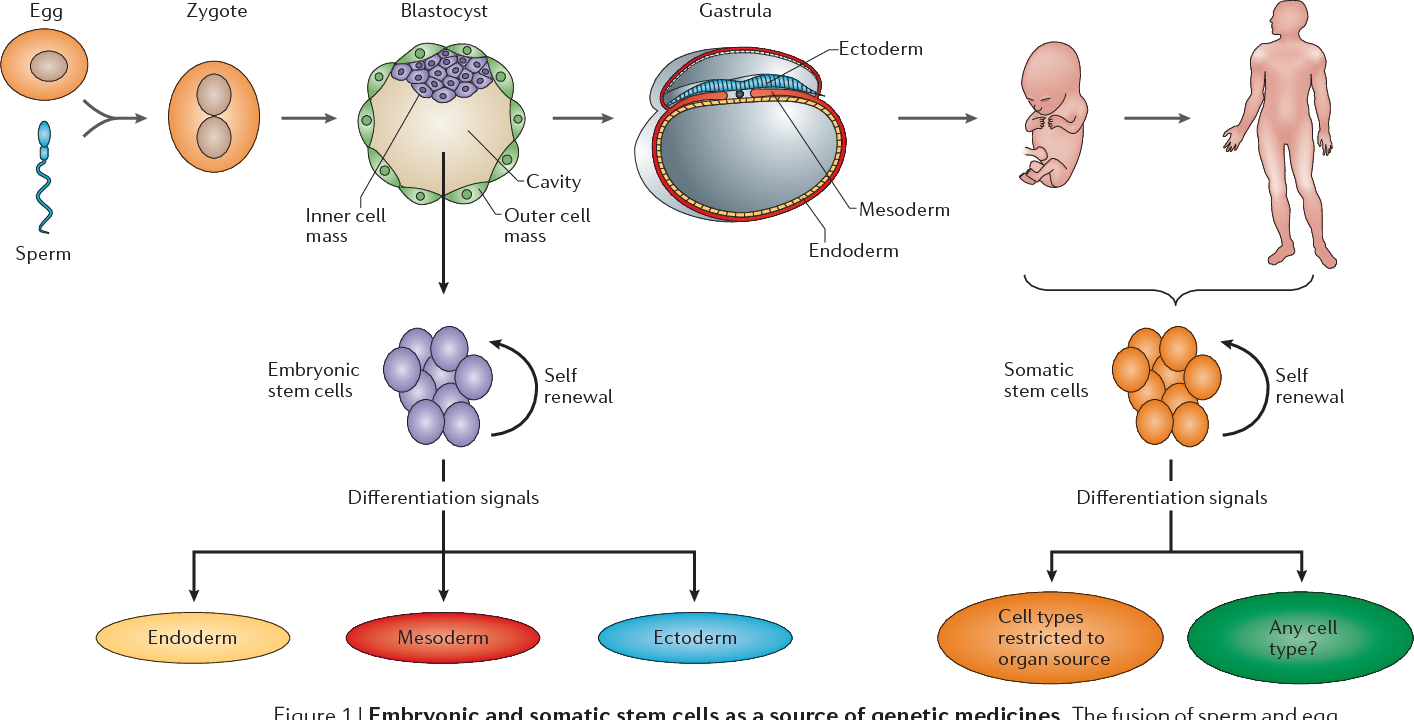 Egg
Zygote
Blastocyst
Gastrula
Ectoderm
Cavity
Inner cell
mass
Outer cell
mass
Mesoderm
Endoderm
Sperm
Embryonic
stem cells
Self
renewal
Somatic
stem cells
Self
renewal
Differentiation signals
Differentiation signals
Endoderm
Mesoderm
Ectoderm
Cell types
restricted to
organ source
Any cell
type?
Figure 1 | Embryonic and somatic stem cells as a source of genetic medicines. The fusion of sperm and egg